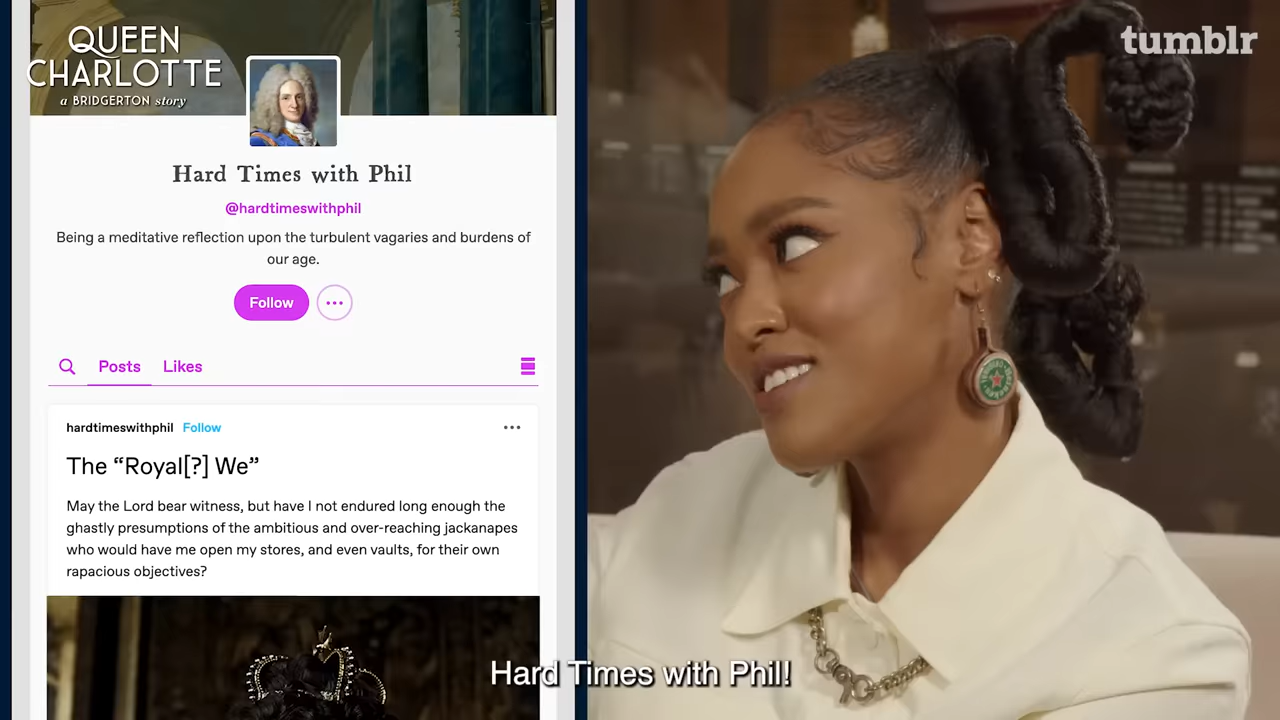 QUEEN
CHARLOTTE
a BRIDGERTON story
tumblr
Hard Times with Phil
@hardtimeswithphil
Being a meditative reflection upon the turbulent vagaries and burdens of
our age.
Follow
Posts
Likes
hardtimeswithphil Follow
The “Royal[?] We”
May the Lord bear witness, but have I not endured long enough the
ghastly presumptions of the ambitious and over-reaching jackanapes
who would have me open my stores, and even vaults, for their own
rapacious objectives?
Hard Times with Phil!